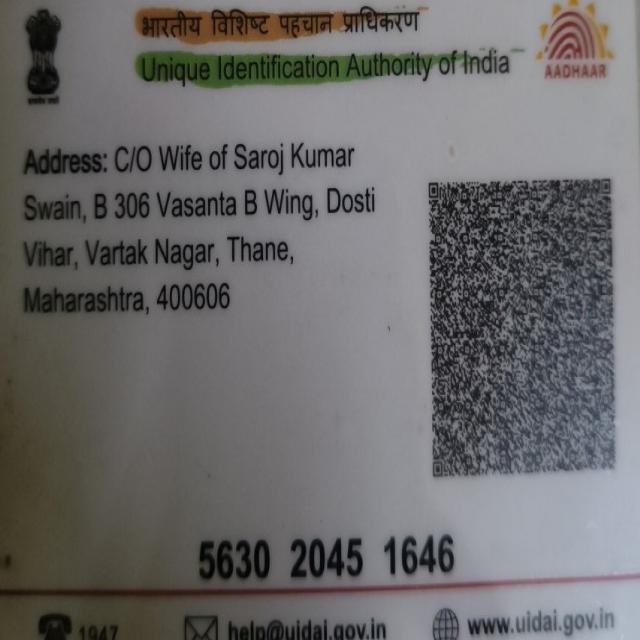 भारतीय विशिष्ट पहचान प्राधिकरण
Unique Identification Authority of India
AADHAAR
Address: C/O Wife of Saroj Kumar
Swain, B 306 Vasanta B Wing, Dosti
Vihar, Vartak Nagar, Thane,
Maharashtra, 400606
5630 2045 1646
1947 help@uidai.gov.in www.uidai.gov.in